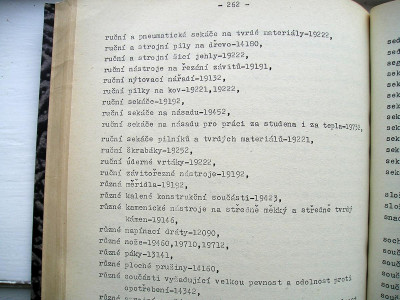 - 262 -
ruční a pneumatické sekáče na tvrdé materiály-19222,
ruční a strojní pily na dřevo-14180,
ruční a strojní šicí jehly-19222,
ruční nástroje na řezání závitů-19191,
ruční nýtovací nářadí-19132,
ruční pilky na kov-19221,19222,
ruční sekáče-19192,
ruční sekáče na násadu-19452,
ruční sekáče na násadu pro práci za studena i za tepla-19732,
ruční sekáče pilníků a tvrdých materiálů-19221,
ruční škrabáky-19252,
ruční úderné vrtáky-19222,
ruční závitořezné nástroje-19192,
různá měřidla-19192,
různé kalené konstrukční součásti-19423,
různé kamenické nástroje na středně měkký a středně tvrdý
kámen-19146,
různé napínací dráty-12090,
různé nože-19460,19710,19712,
různé páky-13141,
různé ploché pružiny-14160,
různé součásti vyžadující velkou pevnost a odolnost proti
opotřebení-14342,